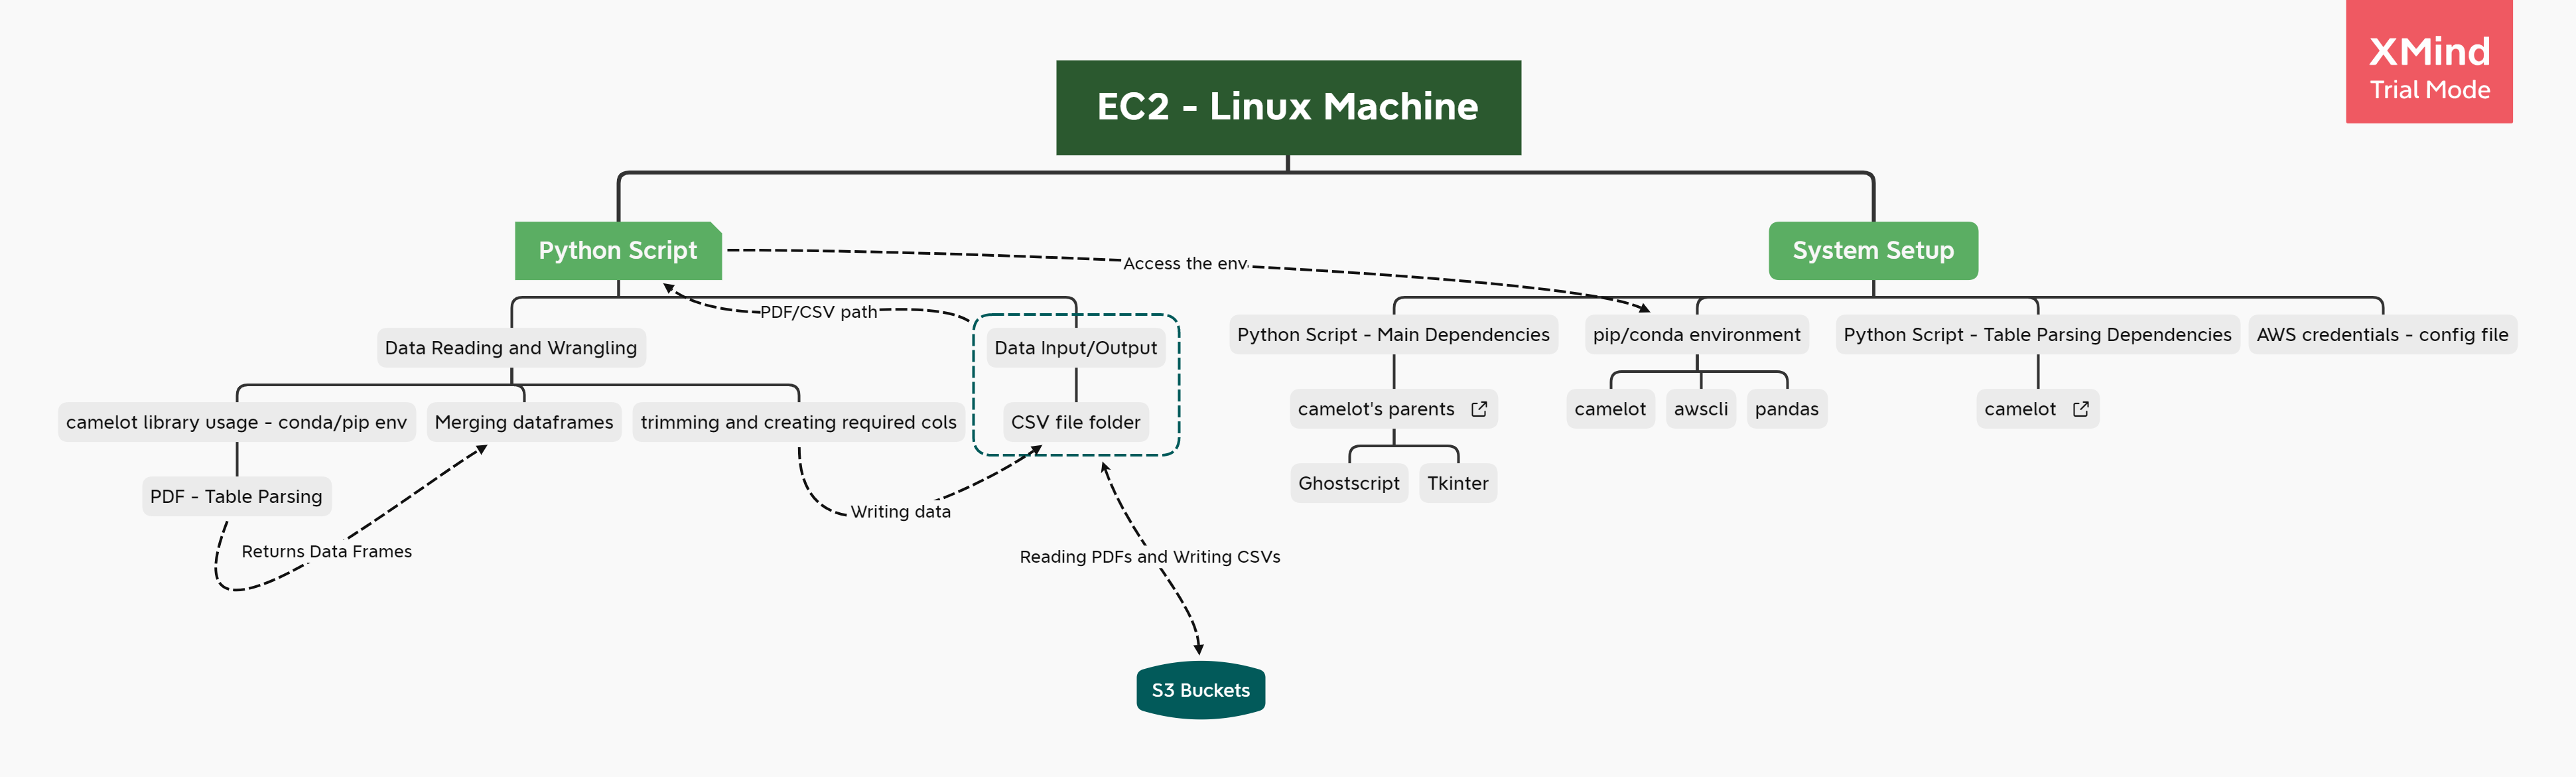 XMind
Trial Mode
EC2 - Linux Machine
Python Script
System Setup
Access the env
PDF/CSV path
Data Reading and Wrangling
Data Input/Output
Python Script - Main Dependencies
pip/conda environment
Python Script - Table Parsing Dependencies
AWS credentials - config file
camelot library usage - conda/pip env
Merging dataframes
trimming and creating required cols
CSV file folder
camelot's parents
camelot
awscli
pandas
camelot
PDF - Table Parsing
Ghostscript
Tkinter
Writing data
Returns Data Frames
Reading PDFs and Writing CSVs
S3 Buckets